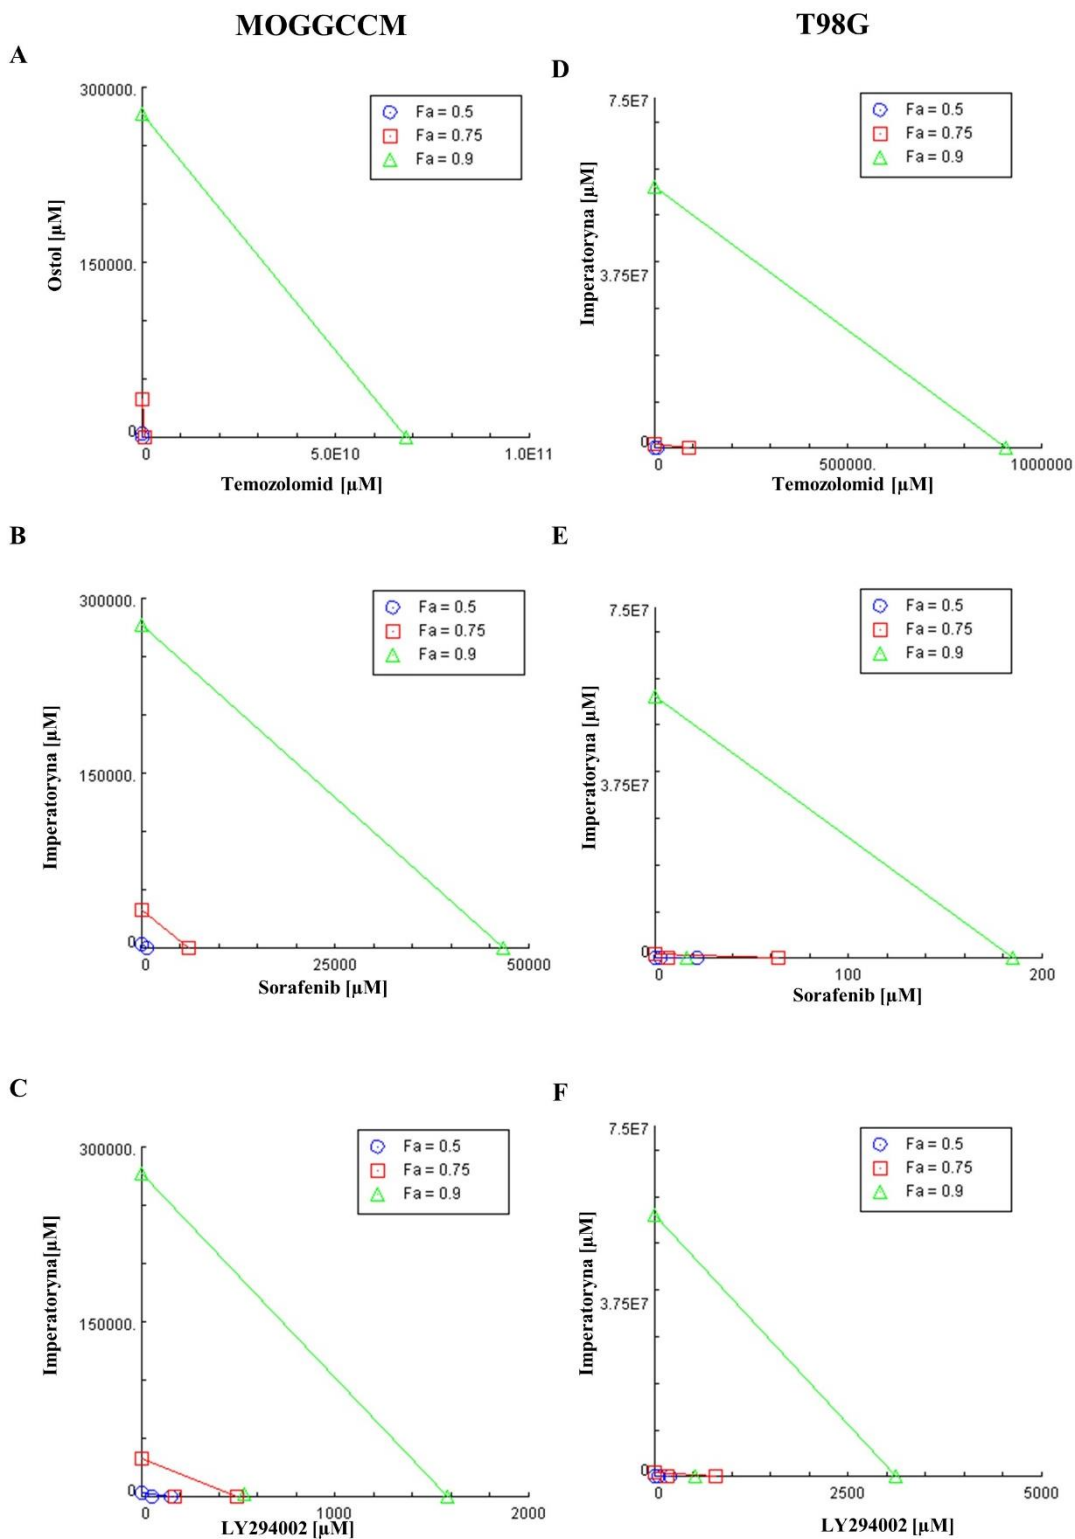 MOGGCCM
T98G
A
300000.
150000.
0
Ostol [µM]
Fa = 0.5
Fa = 0.75
Fa = 0.9
0
5.0E10
1.0E11
Temozolomid [µM]
D
7.5E7
3.75E7
0
Imperatoryna [µM]
Fa = 0.5
Fa = 0.75
Fa = 0.9
0
500000.
1000000
Temozolomid [µM]
B
300000.
150000.
0
Imperatoryna [µM]
Fa = 0.5
Fa = 0.75
Fa = 0.9
0
25000
50000
Sorafenib [µM]
E
7.5E7
3.75E7
0
Imperatoryna [µM]
Fa = 0.5
Fa = 0.75
Fa = 0.9
0
100
200
Sorafenib [µM]
C
300000.
150000.
0
Imperatoryna[µM]
Fa = 0.5
Fa = 0.75
Fa = 0.9
0
1000
2000
LY294002 [µM]
F
7.5E7
3.75E7
0
Imperatoryna [µM]
Fa = 0.5
Fa = 0.75
Fa = 0.9
0
2500
5000
LY294002 [µM]